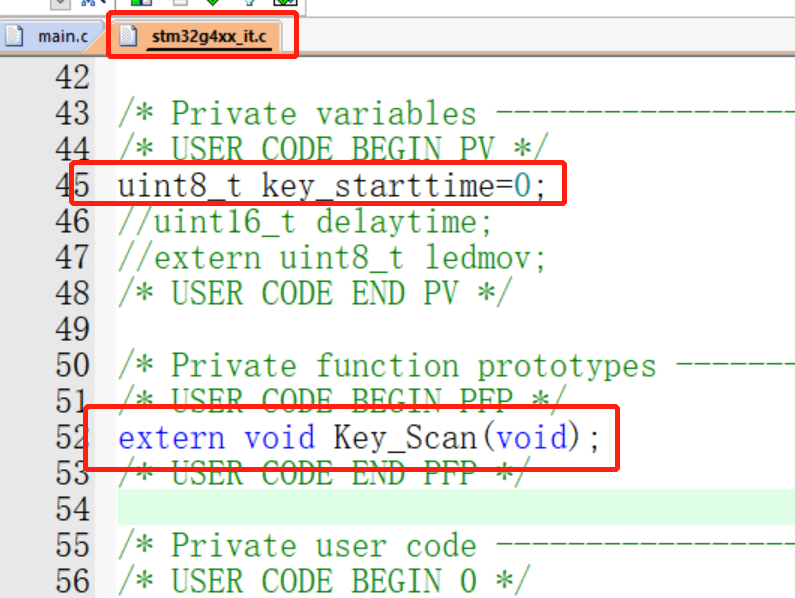 main.c stm32g4xx_it.c
42
43 /* Private variables -----------------
44 /* USER CODE BEGIN PV */
45 uint8_t key_starttime=0;
46 //uint16_t delaytime;
47 //extern uint8_t ledmov;
48 /* USER CODE END PV */
49
50 /* Private function prototypes -------
51 /* USER CODE BEGIN PFP */
52 extern void Key_Scan(void);
53 /* USER CODE END PFP */
54
55 /* Private user code -----------------
56 /* USER CODE BEGIN 0 */